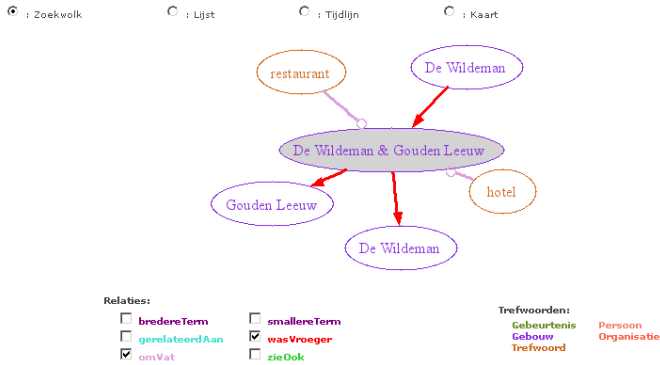 : Zoekwolk : Lijst : Tijdlijn : Kaart
restaurant
De Wildeman
De Wildeman & Gouden Leeuw
Gouden Leeuw
hotel
De Wildeman
Relaties:
bredereTerm smallereTerm
gerelateerdAan wasVroeger
omVat zieOok
Trefwoorden:
Gebeurtenis Persoon
Gebouw Organisatie
Trefwoord